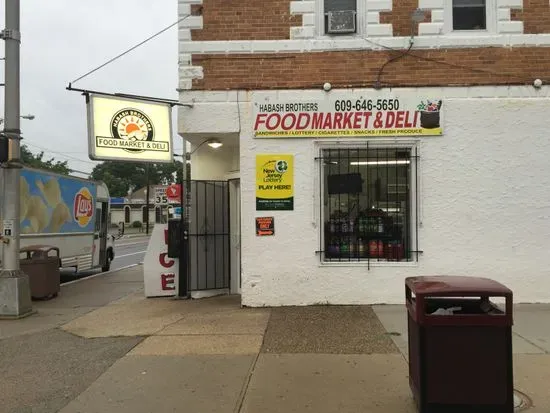 HABASH BROTHERS
FOOD MARKET & DELI
HABASH BROTHERS 609-646-5650
FOOD MARKET & DELI
SANDWICHES / LOTTERY / CIGARETTES / SNACKS / FRESH PRODUCE
New Jersey
Lottery
PLAY HERE!
Lay's
35
ICE